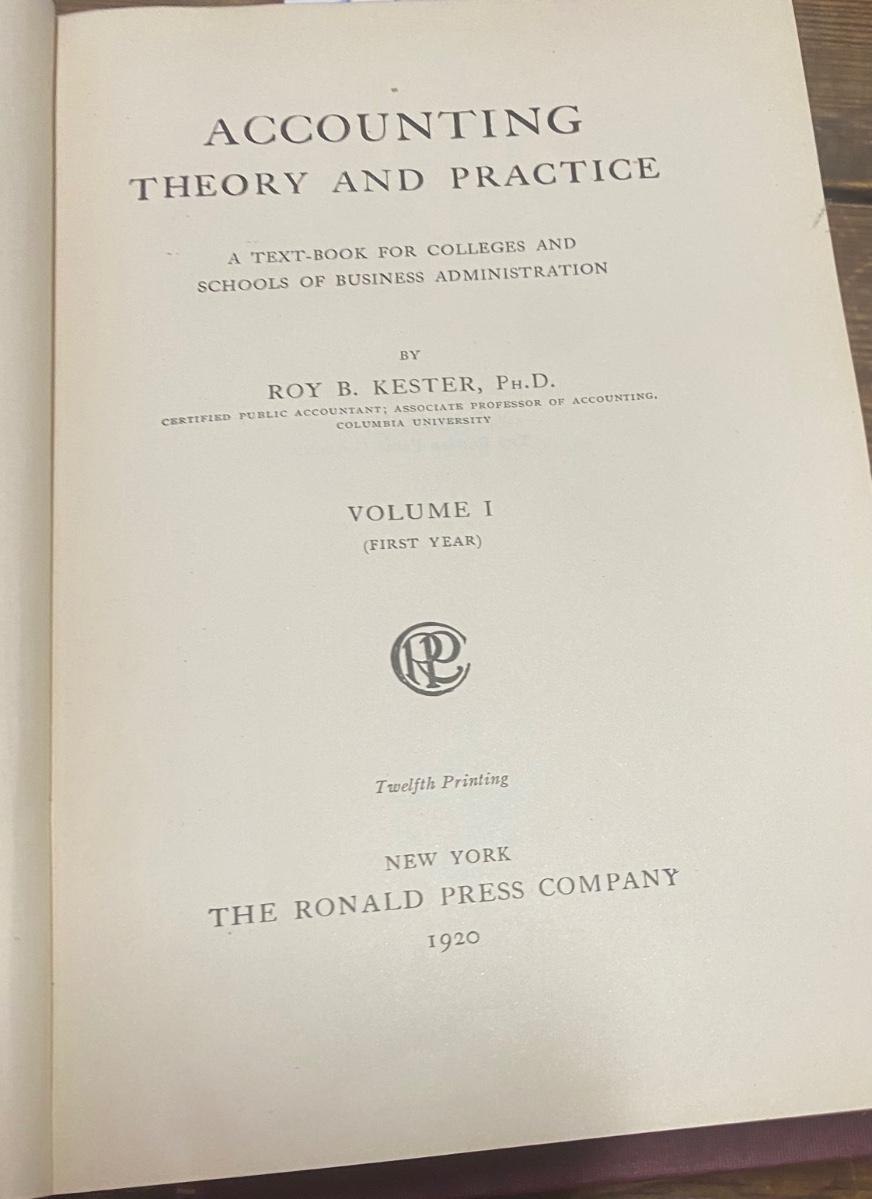 ACCOUNTING
THEORY AND PRACTICE
A TEXT-BOOK FOR COLLEGES AND
SCHOOLS OF BUSINESS ADMINISTRATION
BY
ROY B. KESTER, PH.D.
CERTIFIED PUBLIC ACCOUNTANT; ASSOCIATE PROFESSOR OF ACCOUNTING,
COLUMBIA UNIVERSITY
VOLUME I
(FIRST YEAR)
Twelfth Printing
NEW YORK
THE RONALD PRESS COMPANY
1920